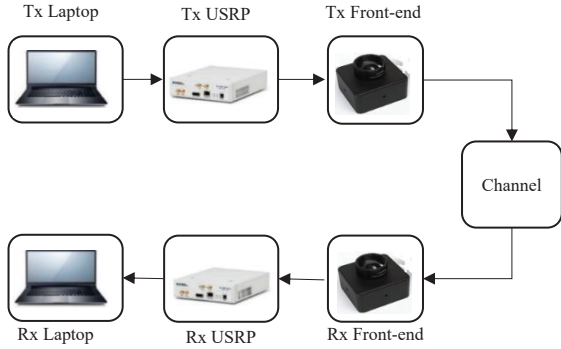 Tx Laptop
Tx USRP
Tx Front-end
Channel
Rx Laptop
Rx USRP
Rx Front-end